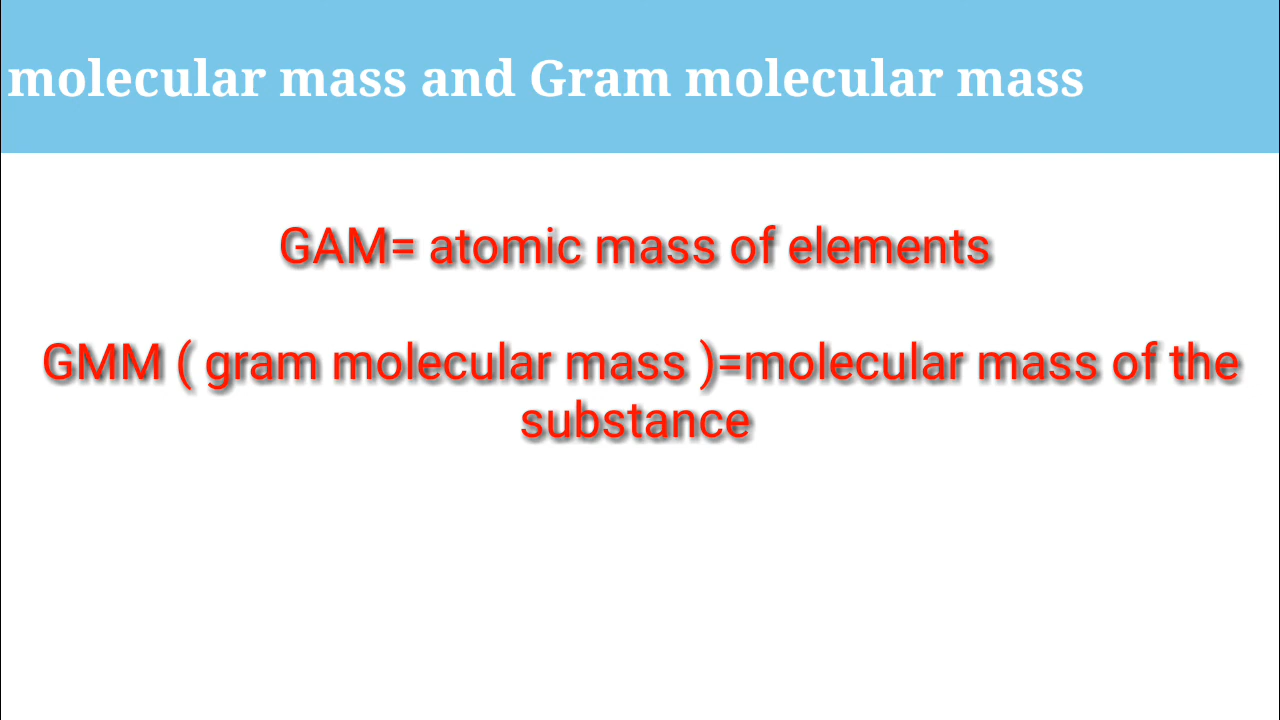 molecular mass and Gram molecular mass
GAM= atomic mass of elements
GMM ( gram molecular mass )=molecular mass of the
substance